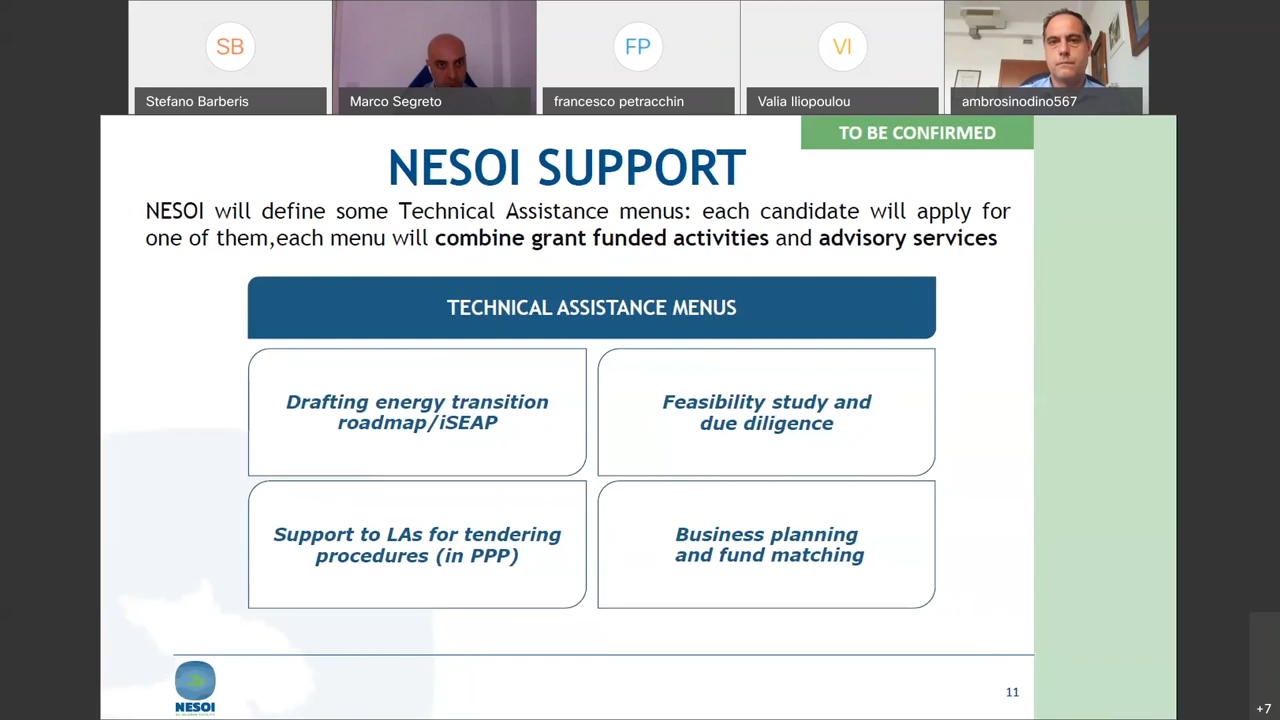 SB
FP
VI
Stefano Barberis
Marco Segreto
francesco petracchin
Valia Iliopoulou
ambrosinodino567
TO BE CONFIRMED
NESOI SUPPORT
NESOI will define some Technical Assistance menus: each candidate will apply for
one of them,each menu will combine grant funded activities and advisory services
TECHNICAL ASSISTANCE MENUS
Drafting energy transition
roadmap/iSEAP
Feasibility study and
due diligence
Support to LAs for tendering
procedures (in PPP)
Business planning
and fund matching
NESOI
11
+7